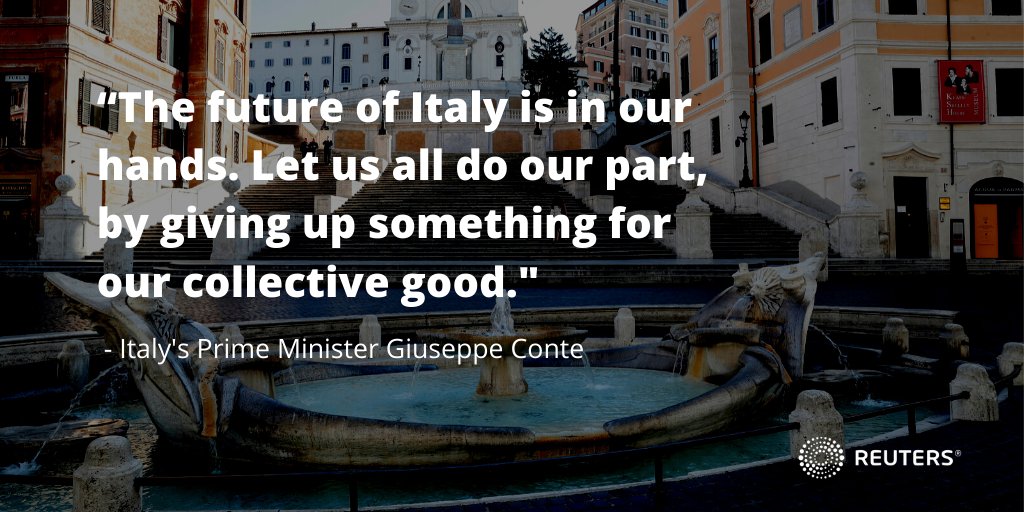 “The future of Italy is in our
hands. Let us all do our part,
by giving up something for
our collective good."
- Italy's Prime Minister Giuseppe Conte
REUTERS®